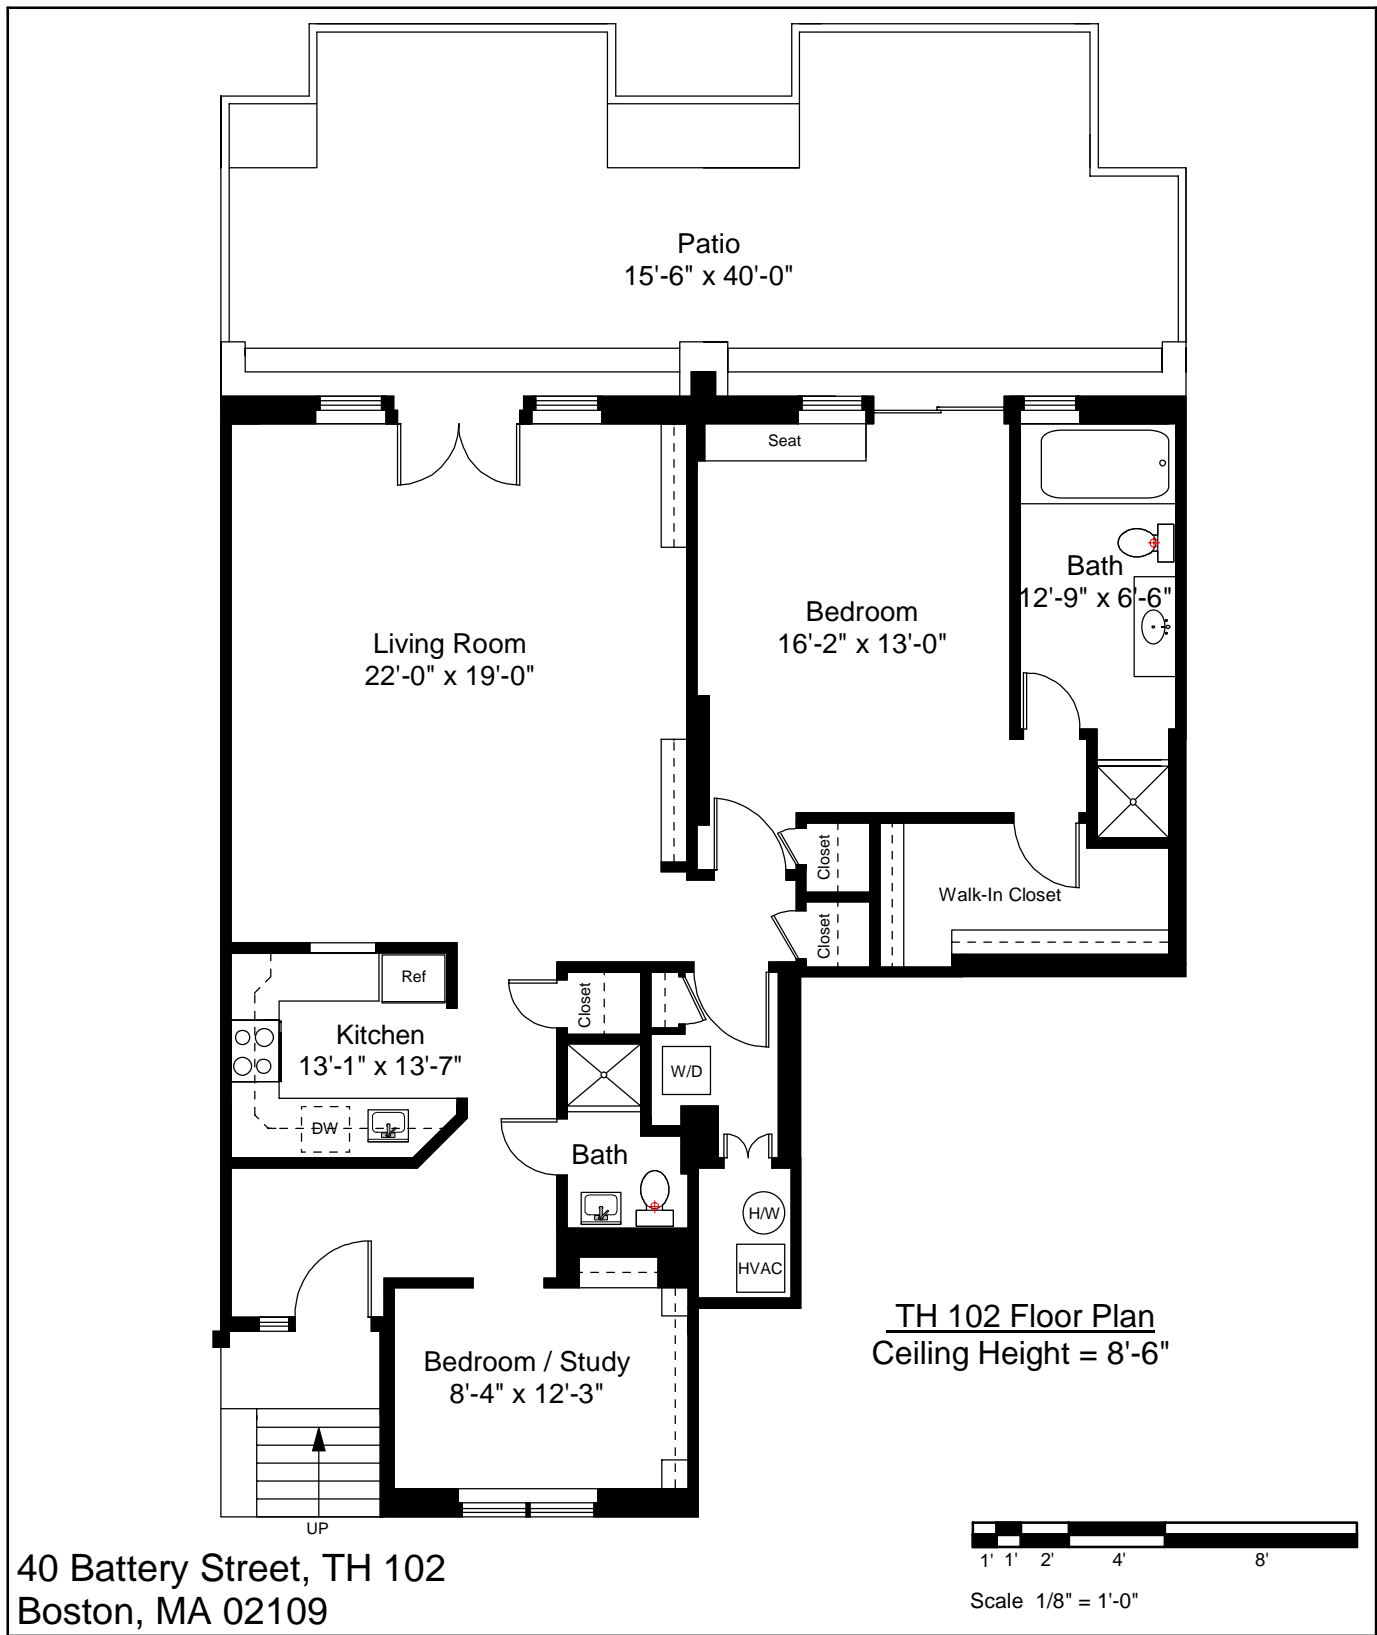 Patio
15'-6" x 40'-0"
Seat
Bath
12'-9" x 6'-6"
Bedroom
16'-2" x 13'-0"
Living Room
22'-0" x 19'-0"
Closet
Walk-In Closet
Closet
Ref
Closet
Kitchen
13'-1" x 13'-7"
W/D
DW
Bath
H/W
HVAC
TH 102 Floor Plan
Ceiling Height = 8'-6"
Bedroom / Study
8'-4" x 12'-3"
UP
1' 1' 2' 4' 8'
Scale 1/8" = 1'-0"
40 Battery Street, TH 102
Boston, MA 02109